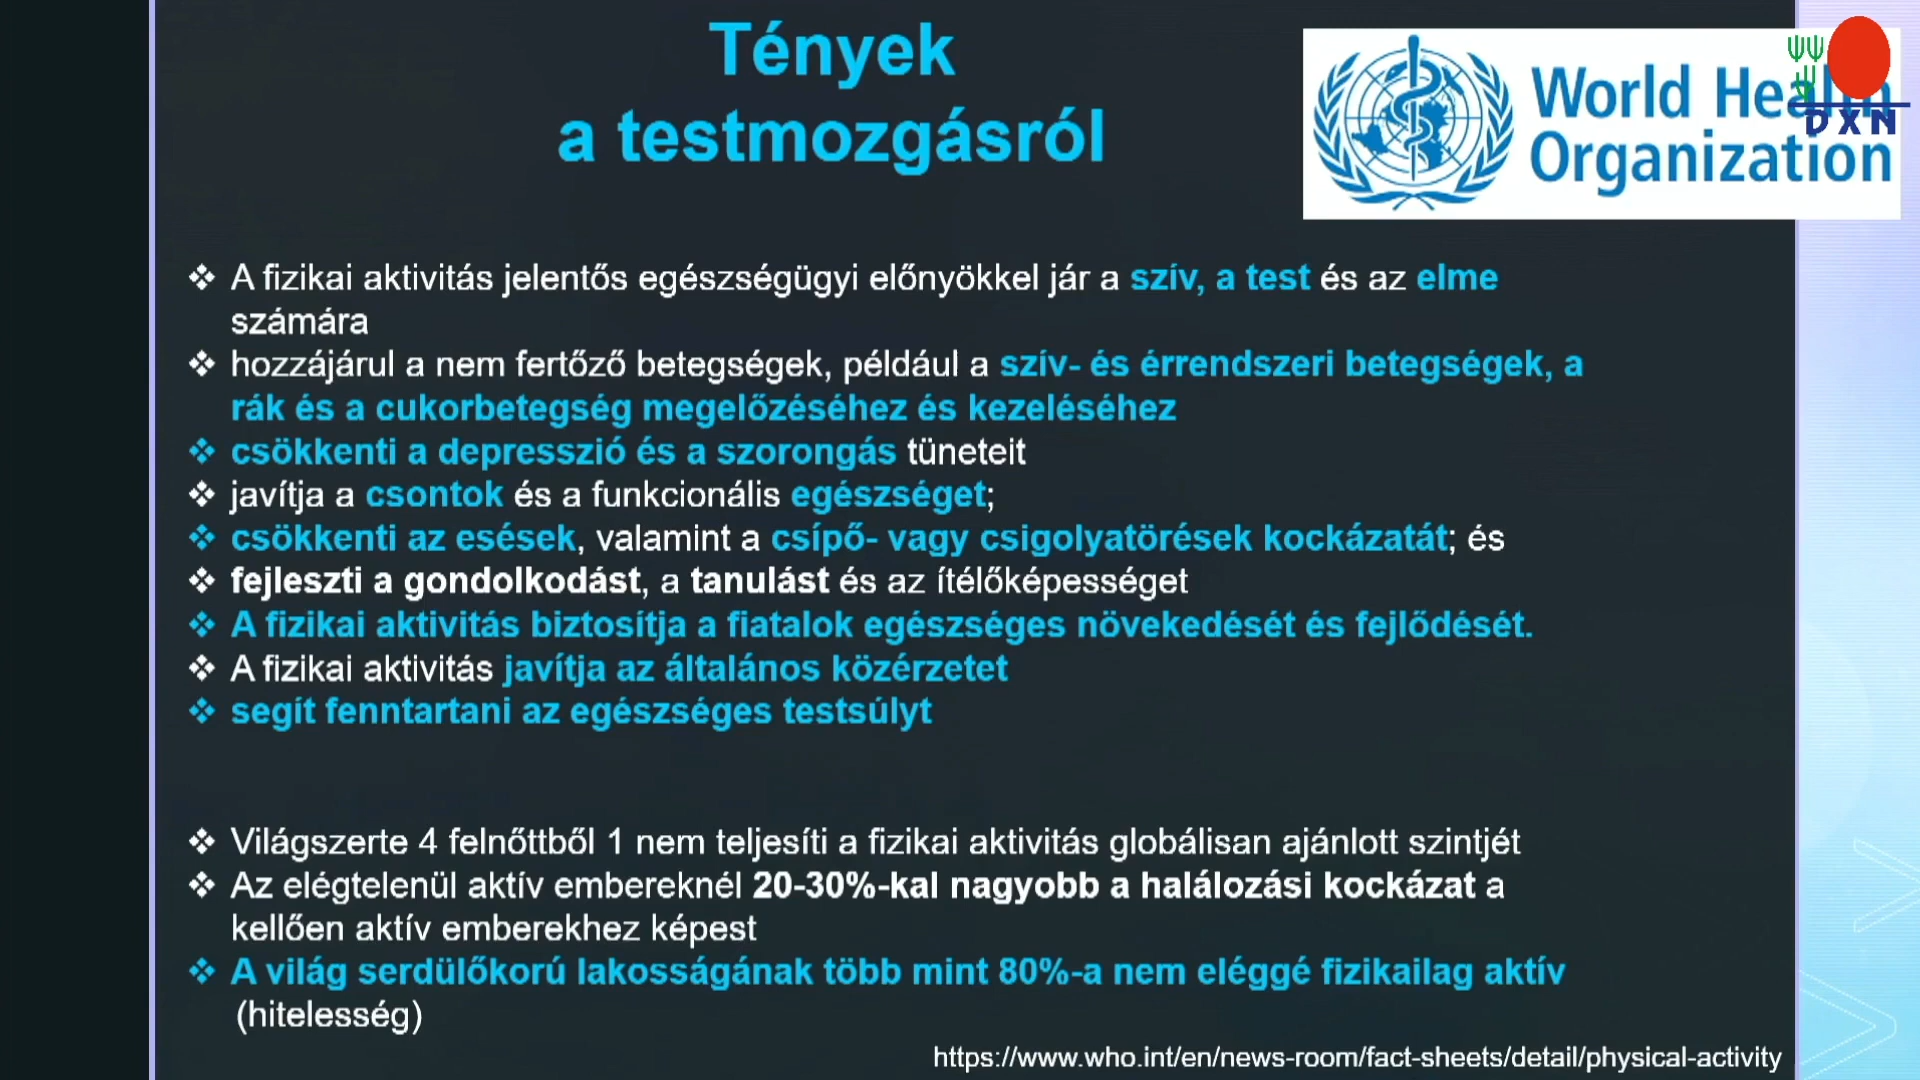 Tények
a testmozgásról
World Health
Organization
DXN
❖ A fizikai aktivitás jelentős egészségügyi előnyökkel jár a szív, a test és az elme
számára
❖ hozzájárul a nem fertőző betegségek, például a szív- és érrendszeri betegségek, a
rák és a cukorbetegség megelőzéséhez és kezeléséhez
❖ csökkenti a depresszió és a szorongás tüneteit
❖ javítja a csontok és a funkcionális egészséget;
❖ csökkenti az esések, valamint a csípő- vagy csigolyatörések kockázatát; és
❖ fejleszti a gondolkodást, a tanulást és az ítélőképességet
❖ A fizikai aktivitás biztosítja a fiatalok egészséges növekedését és fejlődését.
❖ A fizikai aktivitás javítja az általános közérzetet
❖ segít fenntartani az egészséges testsúlyt
❖ Világszerte 4 felnőttből 1 nem teljesíti a fizikai aktivitás globálisan ajánlott szintjét
❖ Az elégtelenül aktív embereknél 20-30%-kal nagyobb a halálozási kockázat a
kellően aktív emberekhez képest
❖ A világ serdülőkorú lakosságának több mint 80%-a nem eléggé fizikailag aktív
(hitelesség)
https://www.who.int/en/news-room/fact-sheets/detail/physical-activity